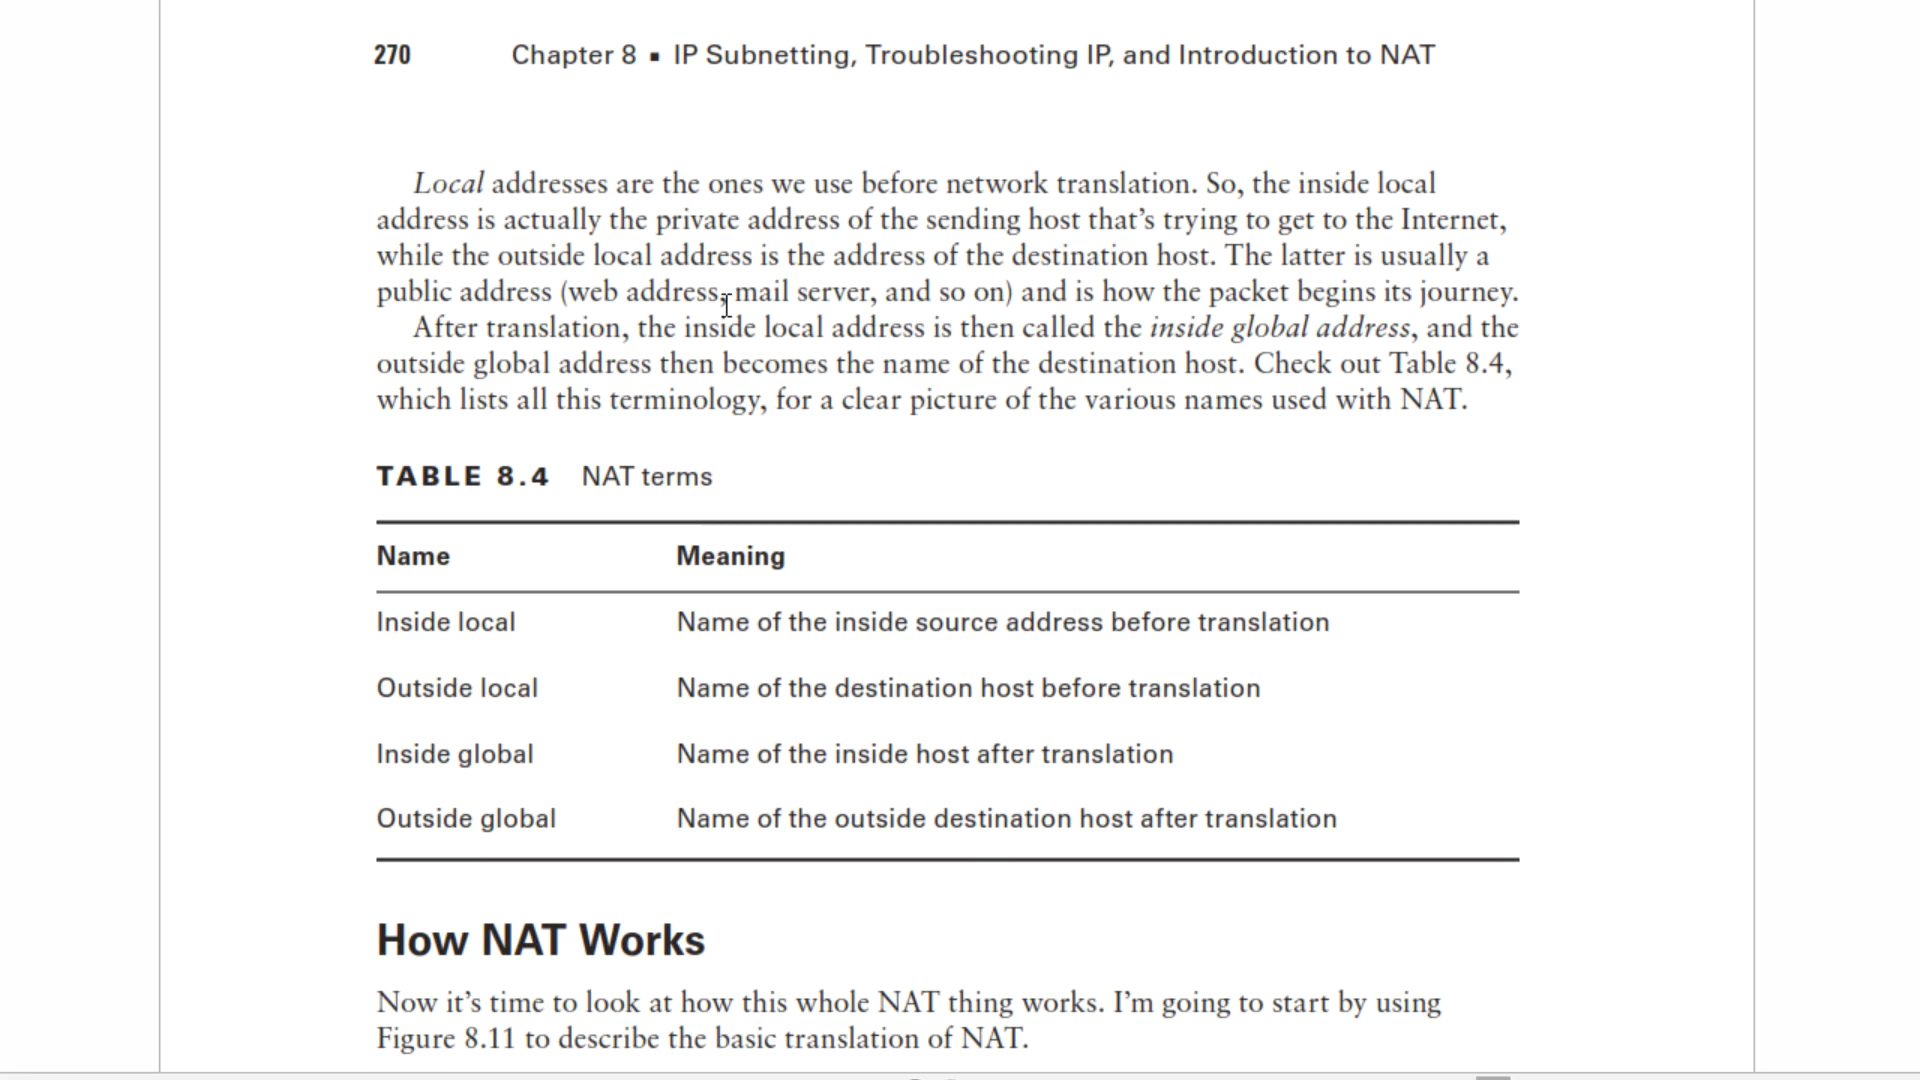 270 Chapter 8 ▪ IP Subnetting, Troubleshooting IP, and Introduction to NAT
Local addresses are the ones we use before network translation. So, the inside local
address is actually the private address of the sending host that’s trying to get to the Internet,
while the outside local address is the address of the destination host. The latter is usually a
public address (web address, mail server, and so on) and is how the packet begins its journey.
After translation, the inside local address is then called the inside global address, and the
outside global address then becomes the name of the destination host. Check out Table 8.4,
which lists all this terminology, for a clear picture of the various names used with NAT.
TABLE 8.4 NAT terms
Name Meaning
Inside local Name of the inside source address before translation
Outside local Name of the destination host before translation
Inside global Name of the inside host after translation
Outside global Name of the outside destination host after translation
How NAT Works
Now it’s time to look at how this whole NAT thing works. I’m going to start by using
Figure 8.11 to describe the basic translation of NAT.